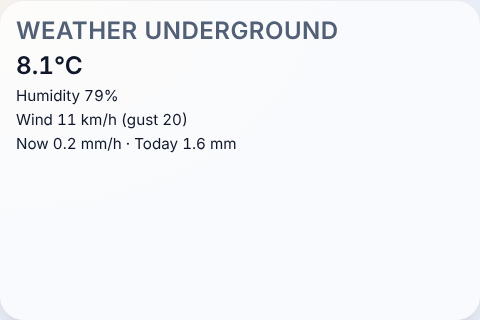 WEATHER UNDERGROUND
8.1°C
Humidity 79%
Wind 11 km/h (gust 20)
Now 0.2 mm/h · Today 1.6 mm